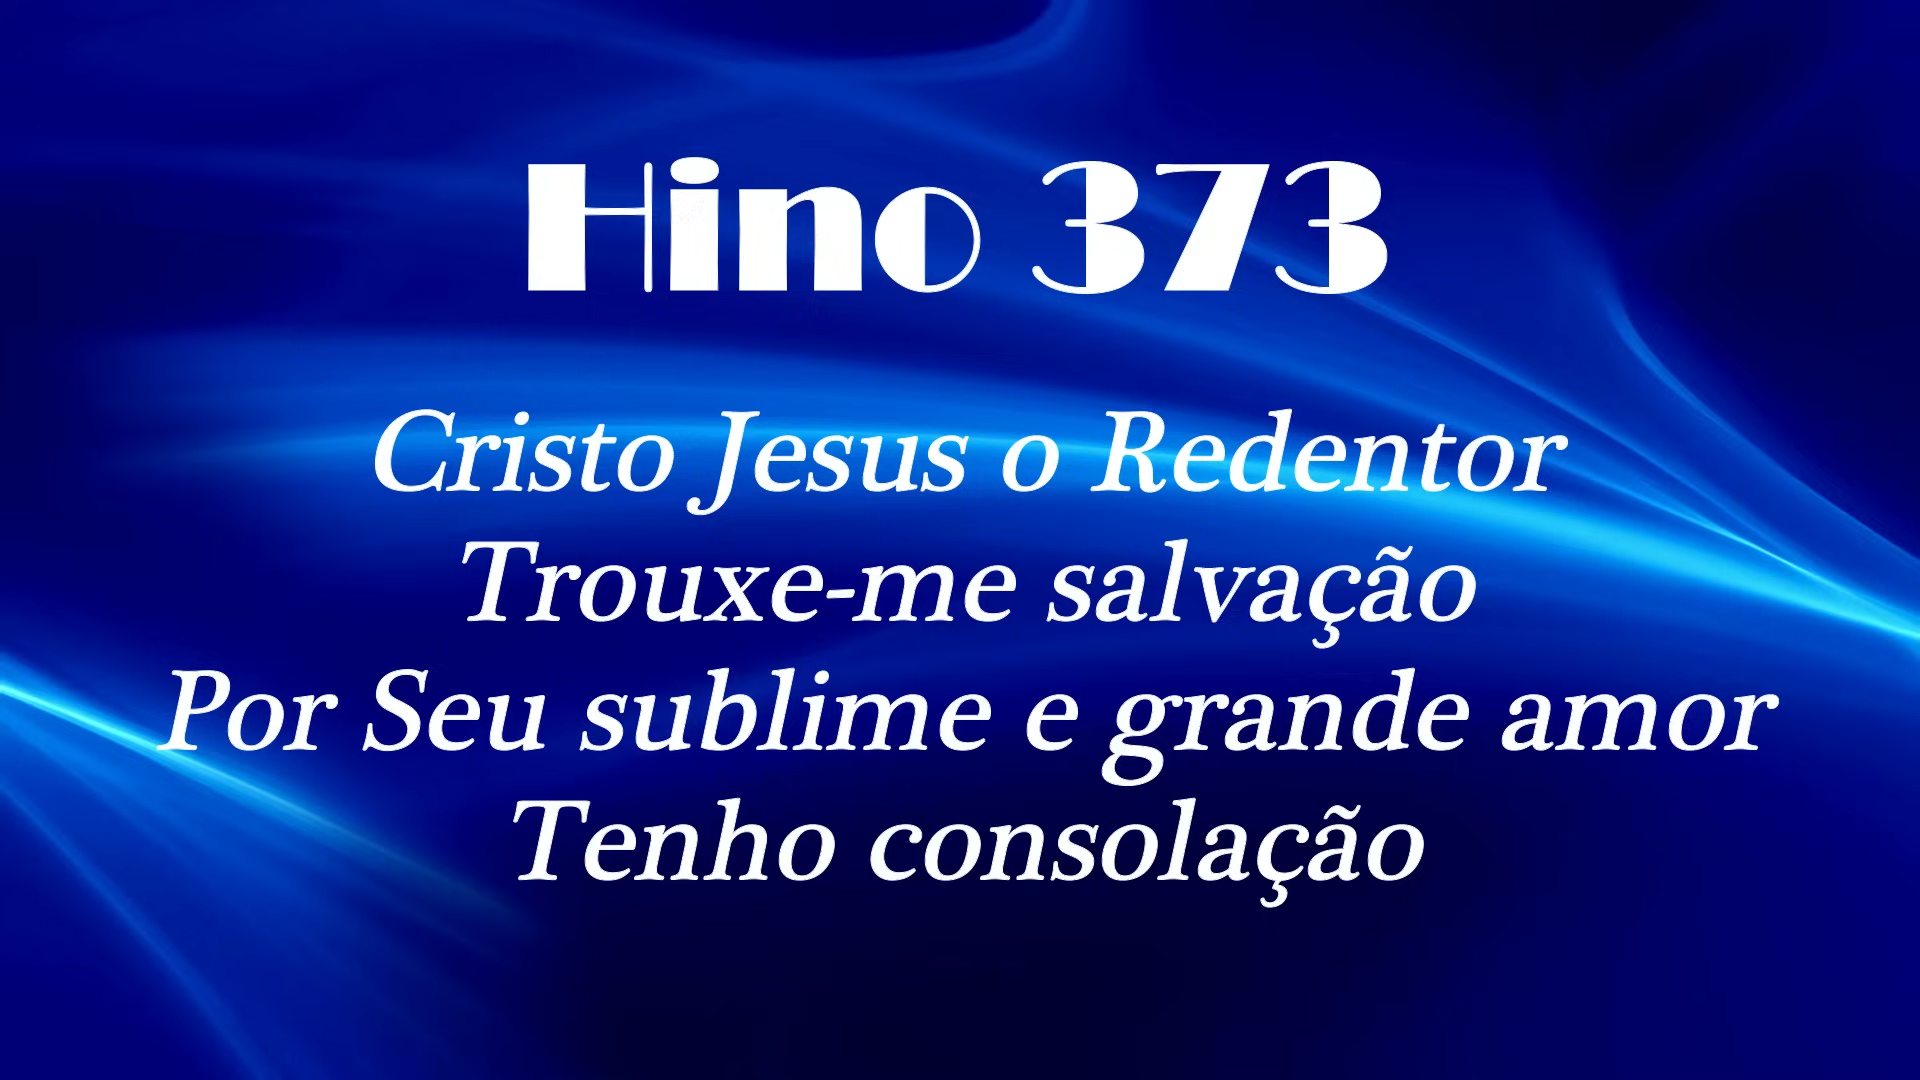 Hino 373
Cristo Jesus o Redentor
Trouxe-me salvação
Por Seu sublime e grande amor
Tenho consolação